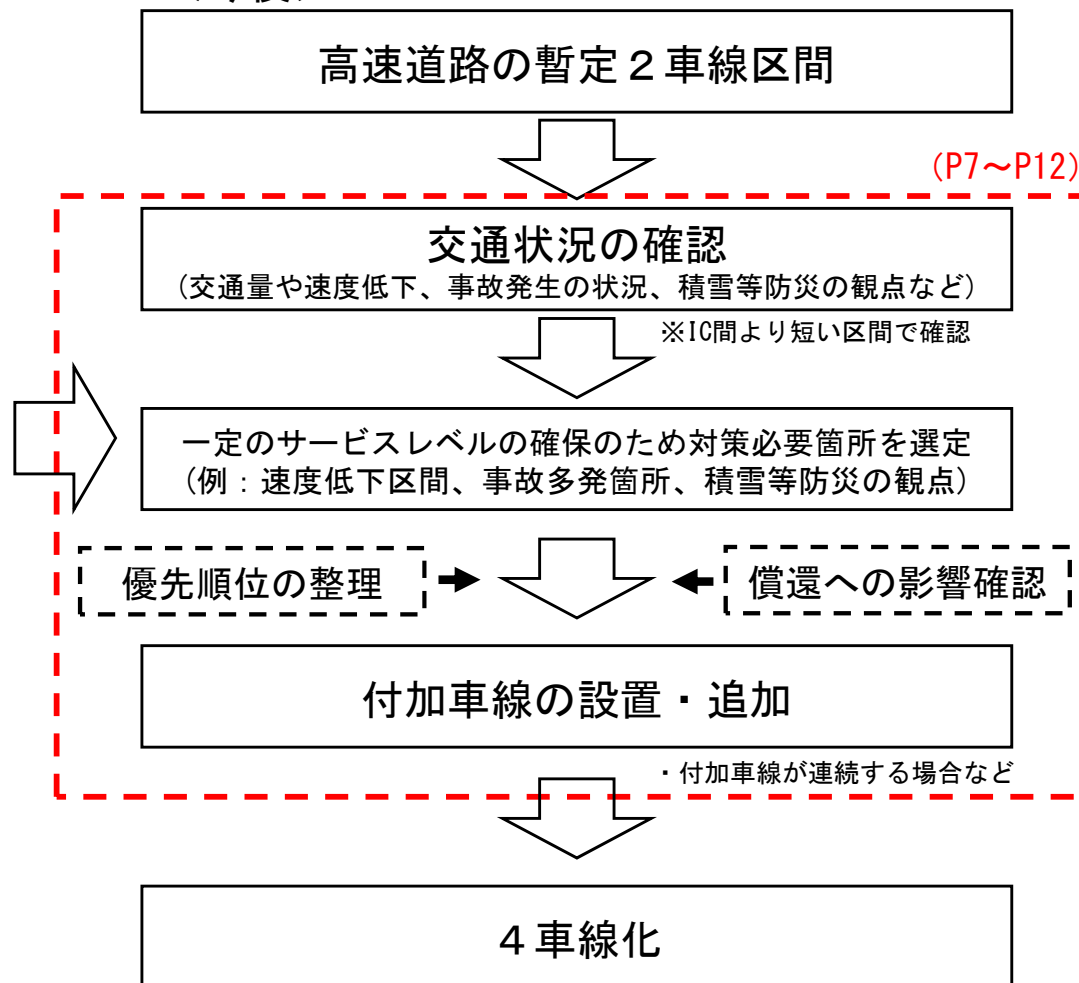 高速道路の暫定２車線区間
(P7～P12)
交通状況の確認
(交通量や速度低下、事故発生の状況、積雪等防災の観点など)
※IC間より短い区間で確認
一定のサービスレベルの確保のため対策必要箇所を選定
(例：速度低下区間、事故多発箇所、積雪等防災の観点)
優先順位の整理
償還への影響確認
付加車線の設置・追加
・付加車線が連続する場合など
４車線化